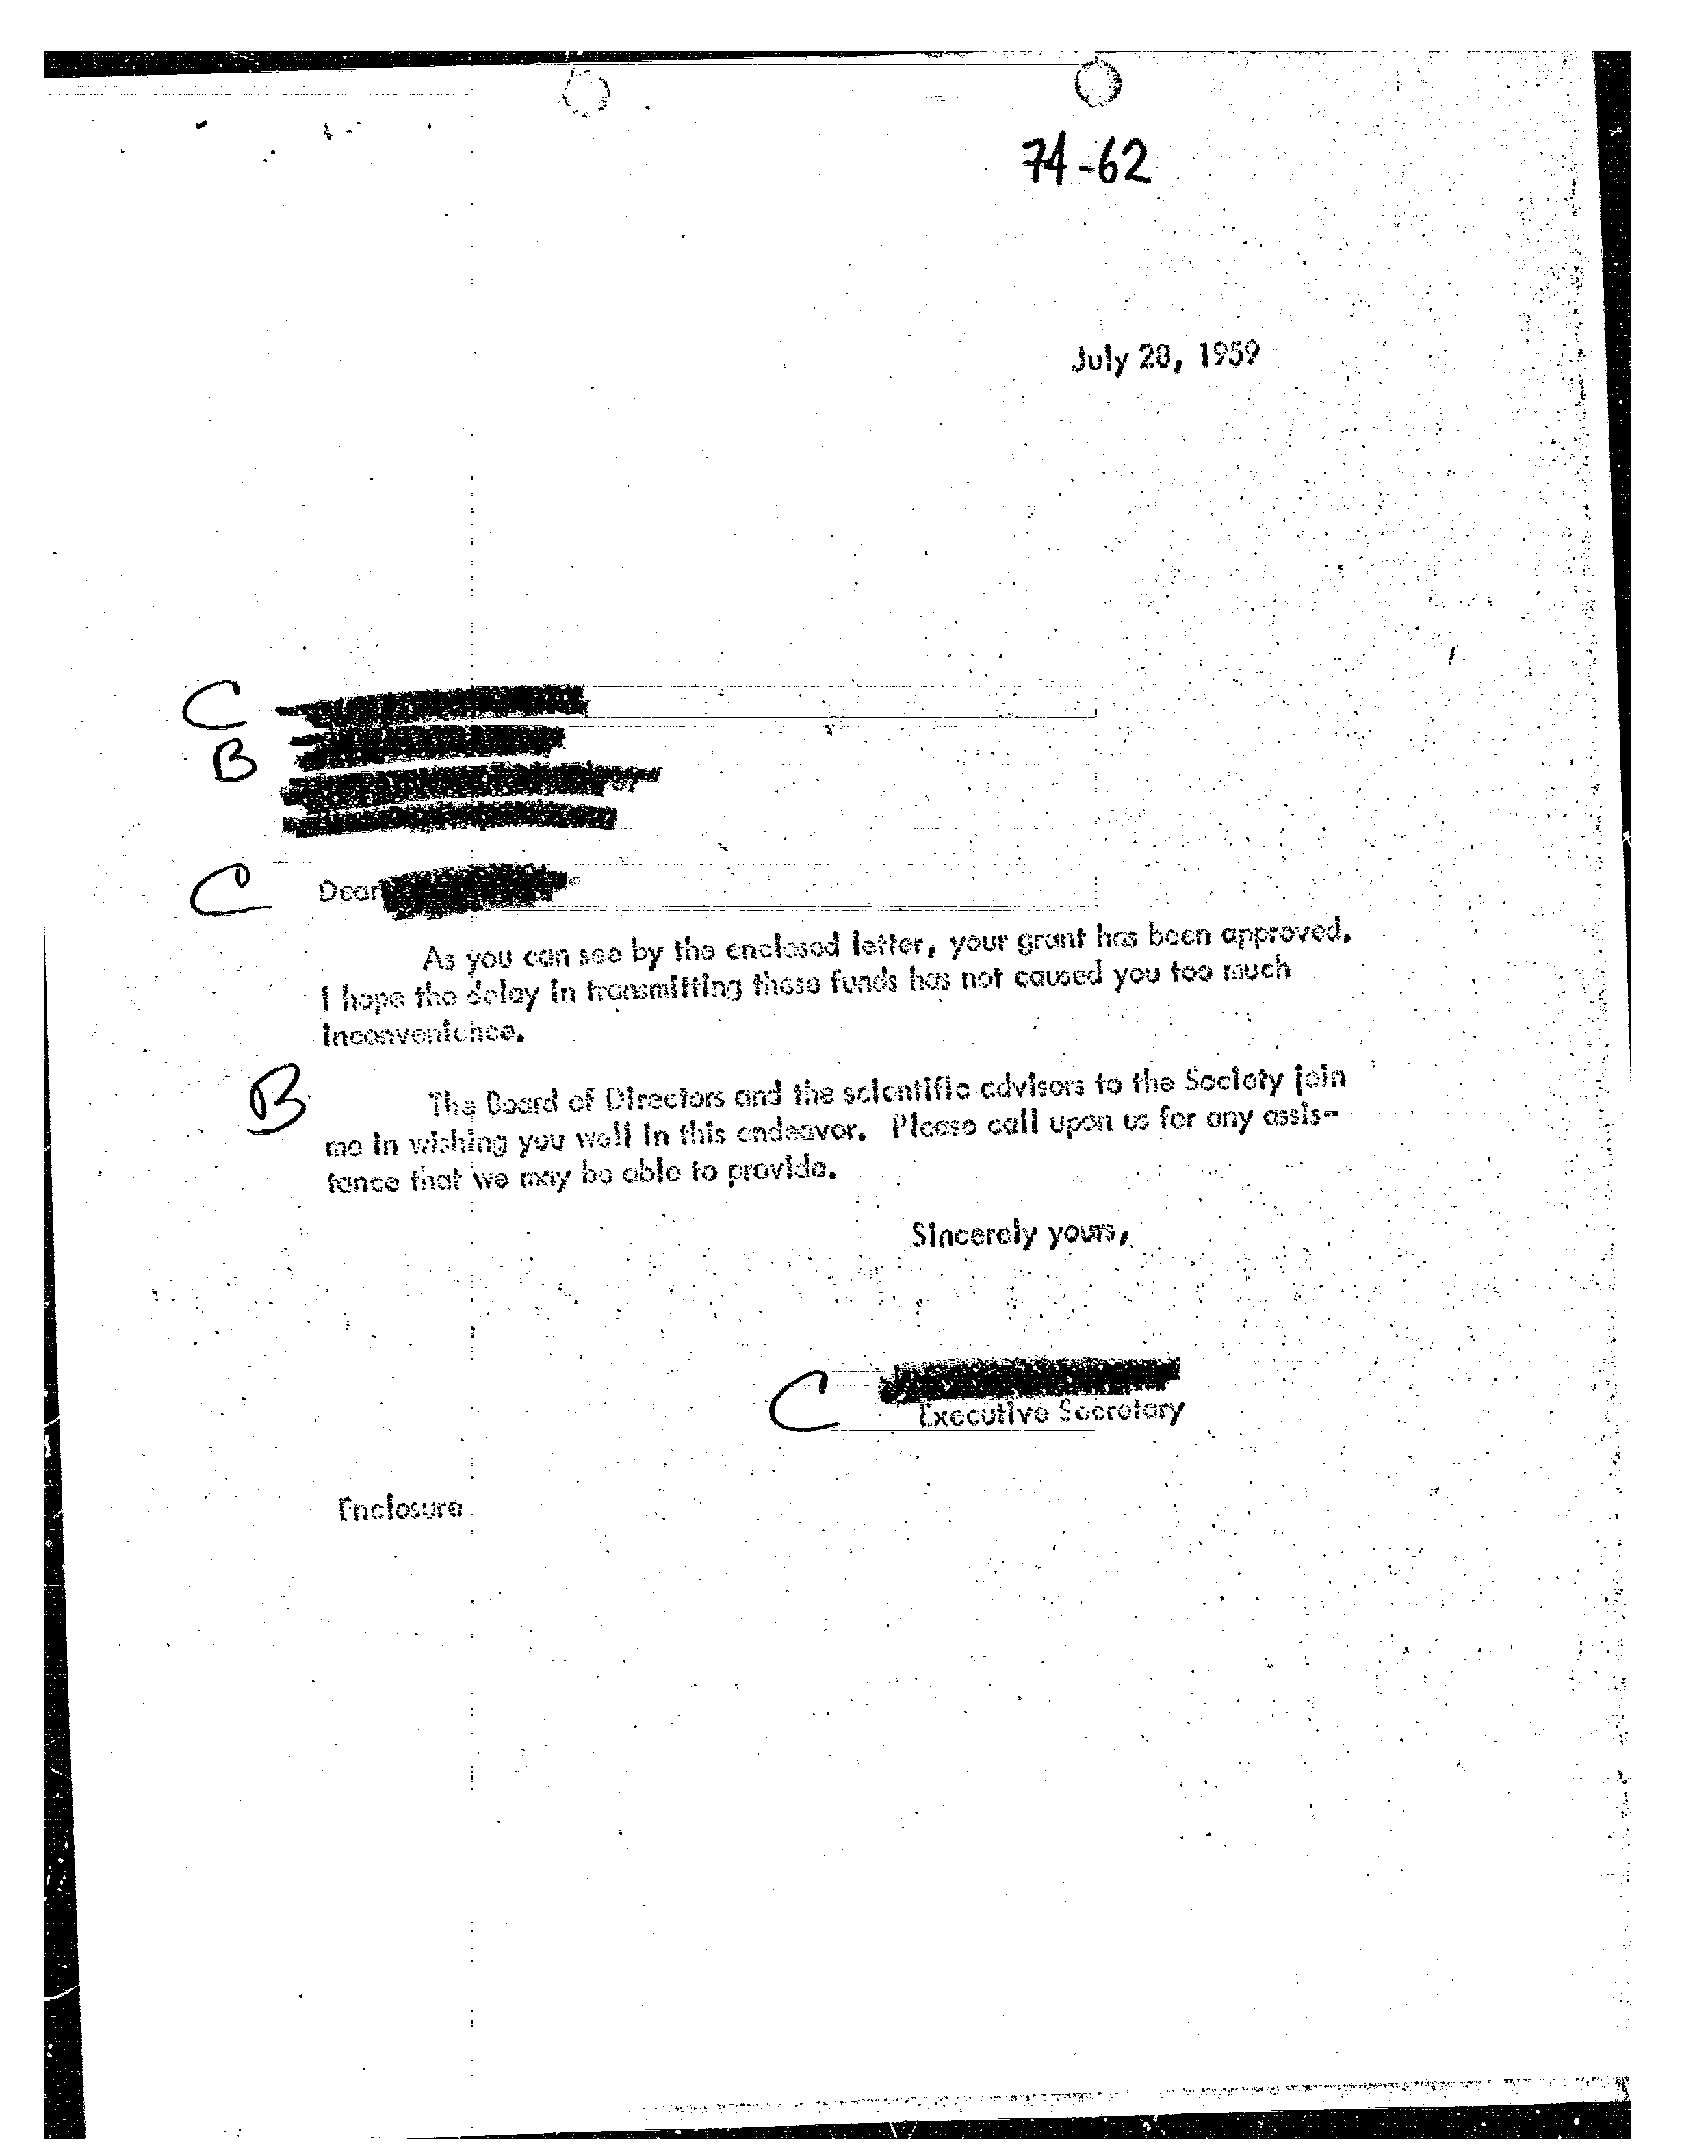 74-62
July 20, 1959
C
B
C Dear
As you can see by the enclosed letter, your grant has been approved.
I hope the delay in transmitting these funds has not caused you too much
inconvenience.
B The Board of Directors and the scientific advisors to the Society join
me in wishing you well in this endeavor. Please call upon us for any assis-
tance that we may be able to provide.
Sincerely yours,
C
Executive Secretary
Enclosure